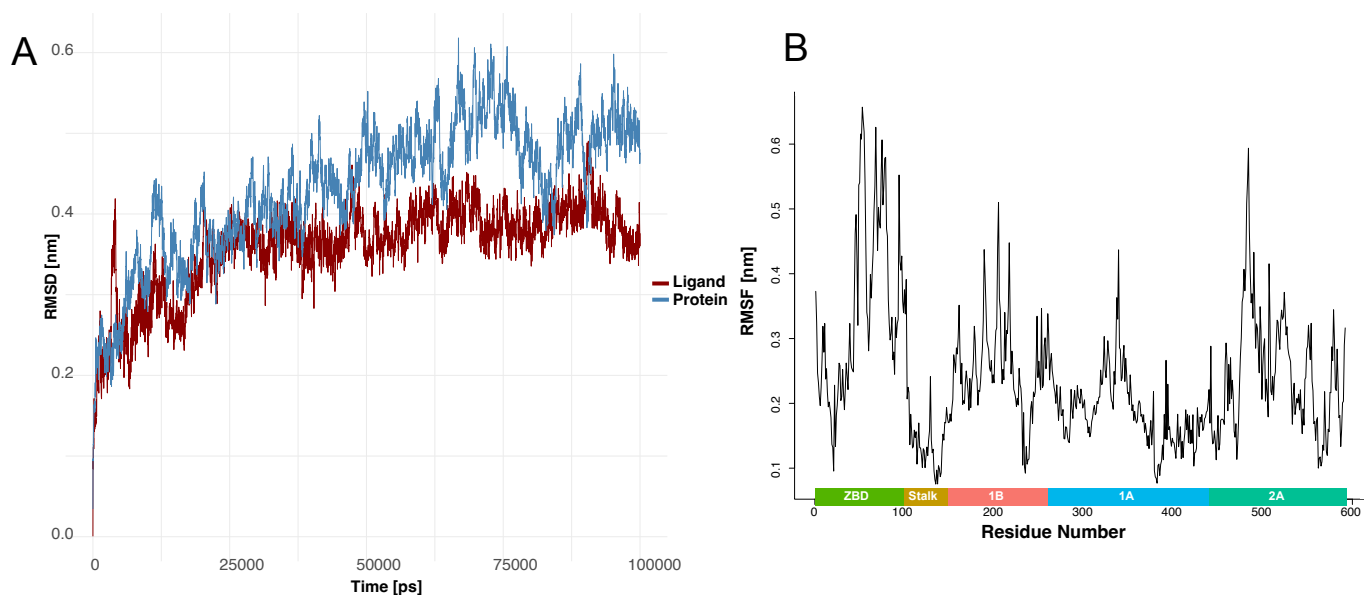 A
RMSD [nm]
0.6
0.4
0.2
0.0
0
25000
50000
75000
100000
Time [ps]
Ligand
Protein
B
RMSF [nm]
0.6
0.5
0.4
0.3
0.2
0.1
ZBD
Stalk
1B
1A
2A
0
100
200
300
400
500
600
Residue Number